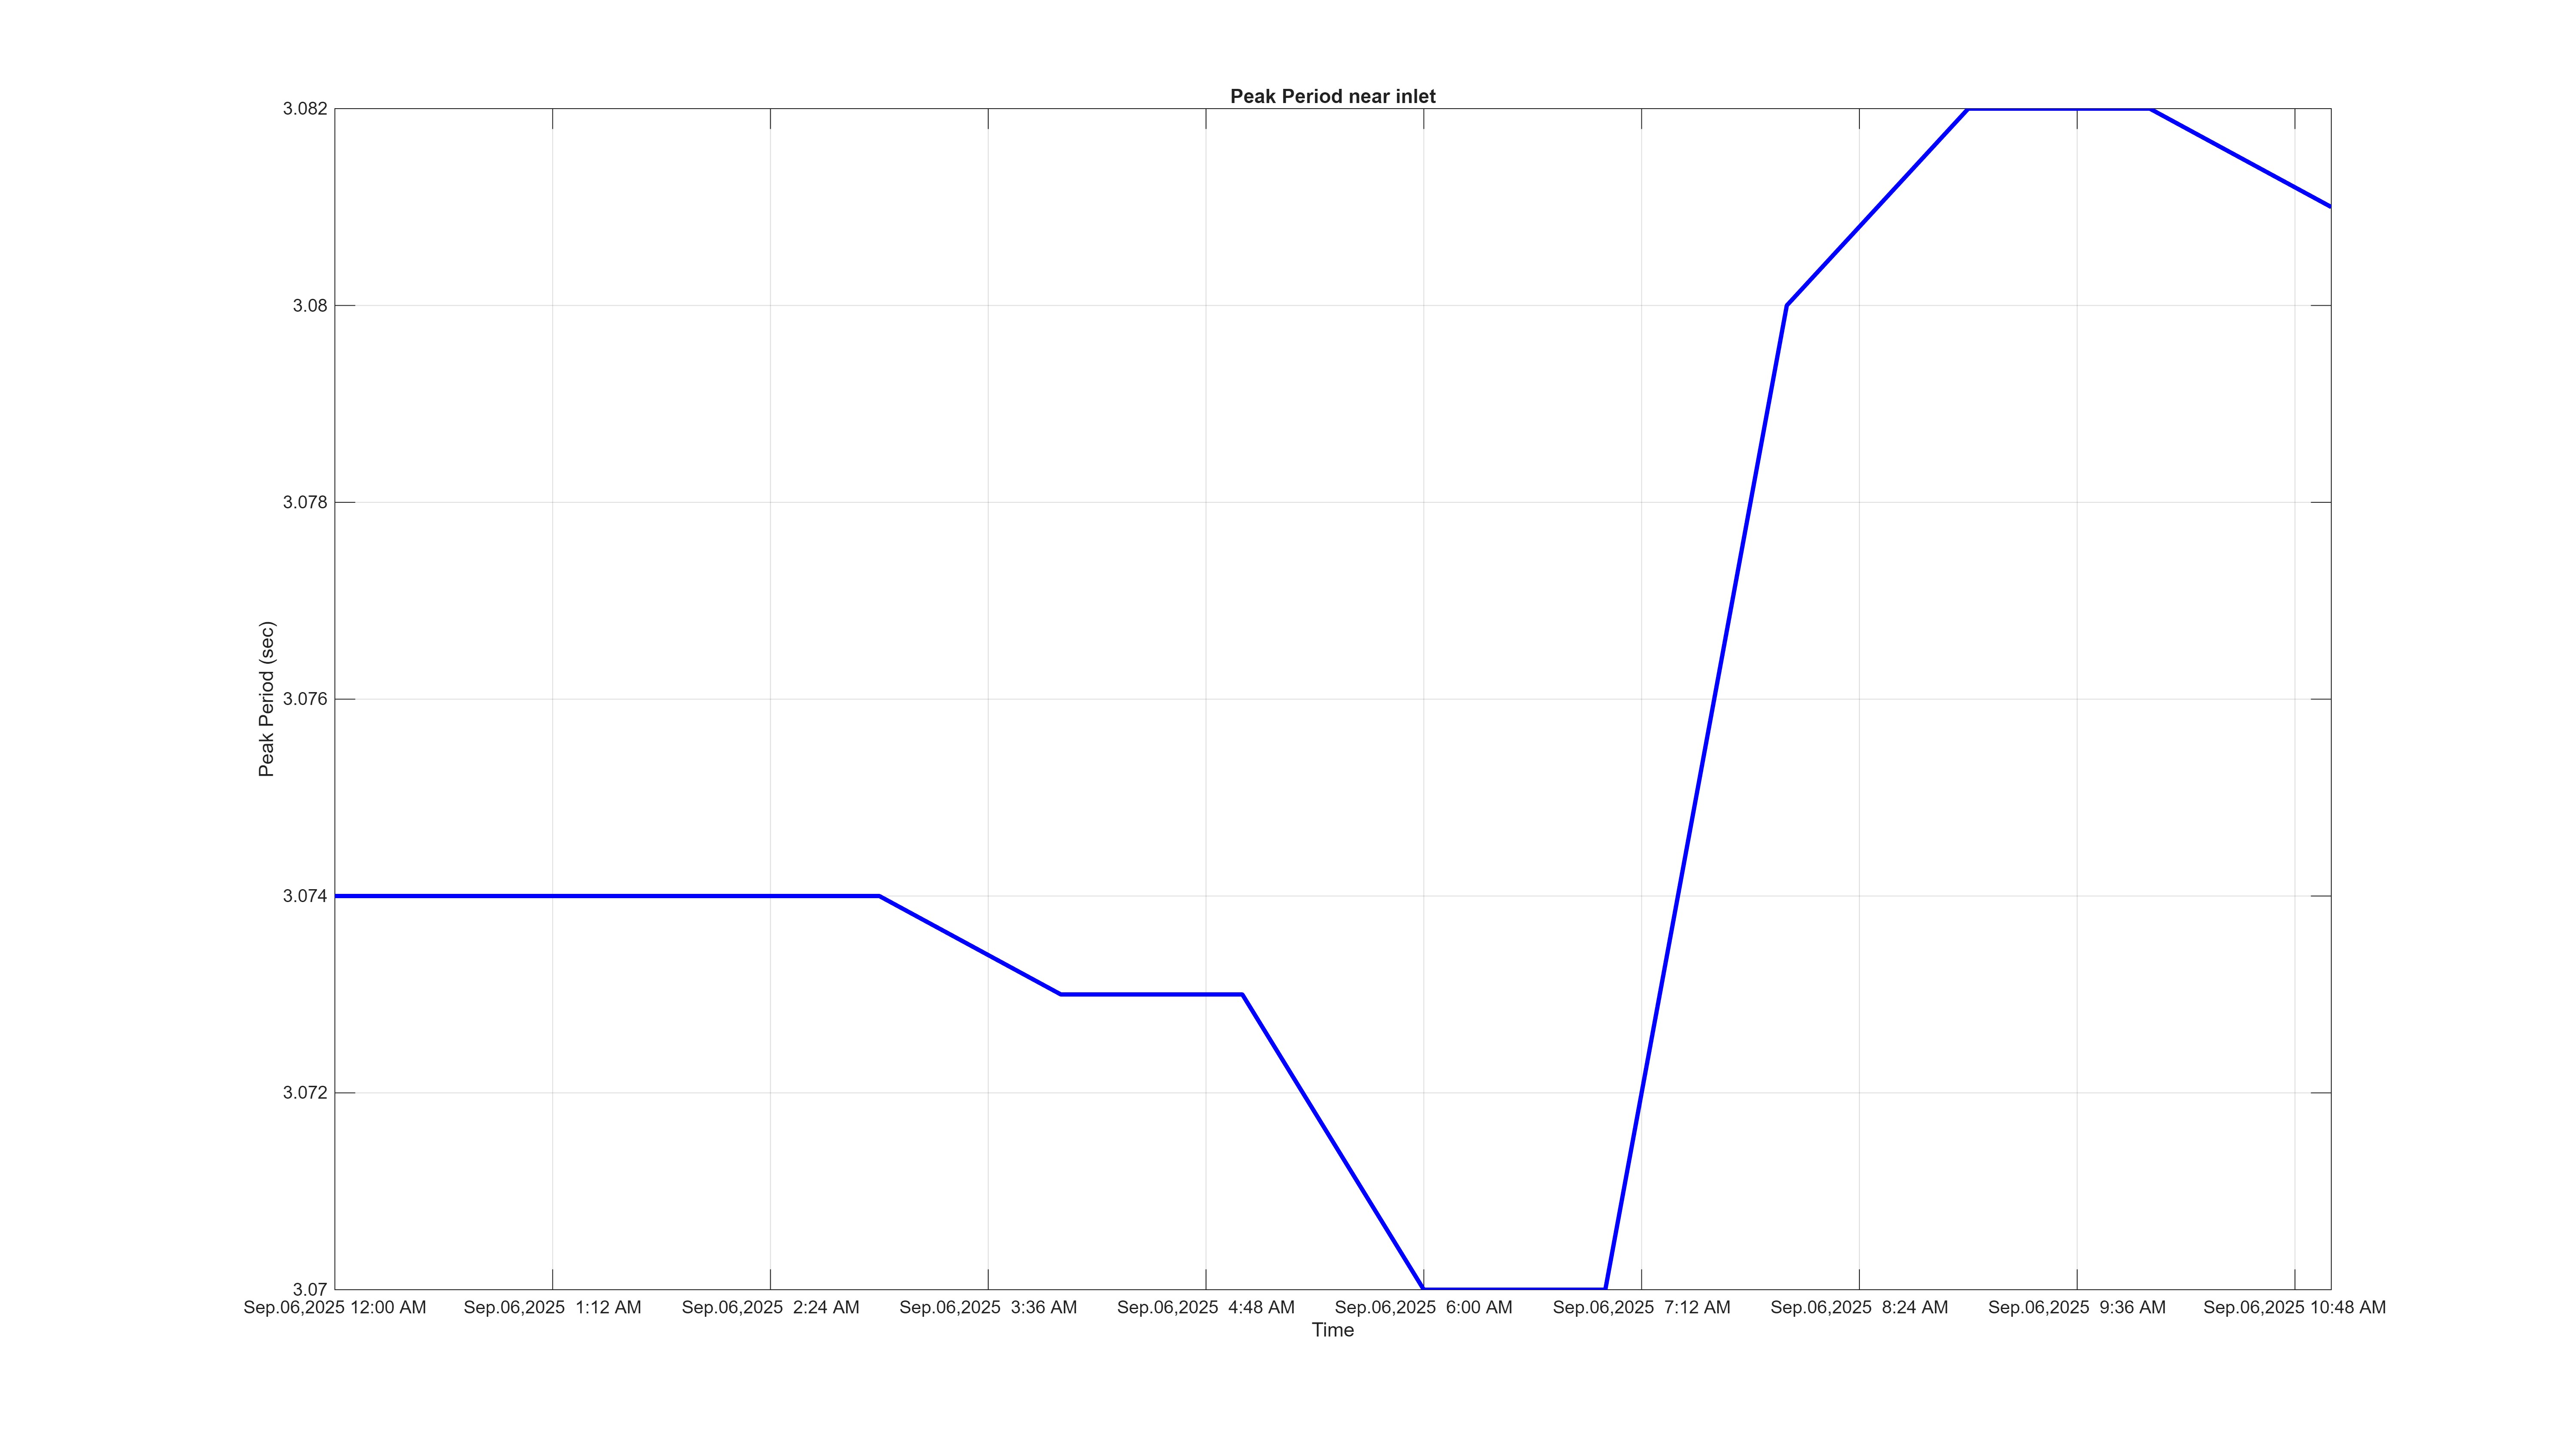 Peak Period near inlet
3.082
3.08
3.078
3.076
3.074
3.072
3.07
Peak Period (sec)
Sep.06,2025 12:00 AM
Sep.06,2025  1:12 AM
Sep.06,2025  2:24 AM
Sep.06,2025  3:36 AM
Sep.06,2025  4:48 AM
Sep.06,2025  6:00 AM
Sep.06,2025  7:12 AM
Sep.06,2025  8:24 AM
Sep.06,2025  9:36 AM
Sep.06,2025 10:48 AM
Time